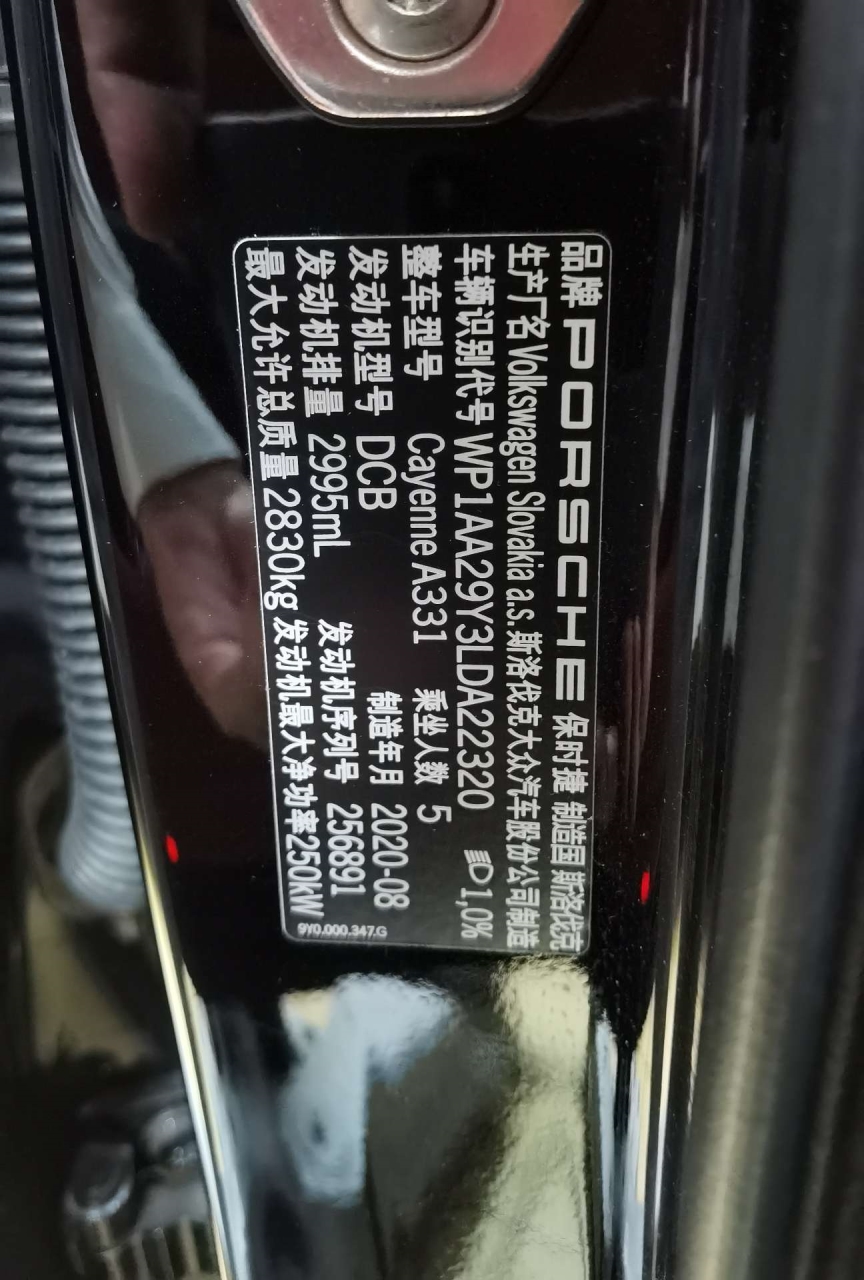 品牌 PORSCHE 保时捷 制造国 斯洛伐克
生产厂名 Volkswagen Slovakia a.s. 斯洛伐克大众汽车股份公司制造
车辆识别代号 WP1AA29Y3LDA22320 1,0%
整车型号 Cayenne A331 乘坐人数 5
发动机型号 DCB 制造年月 2020-08
发动机排量 2995mL 发动机序列号 256891
最大允许总质量 2830kg 发动机最大净功率 250KW
9Y0.000.347.G